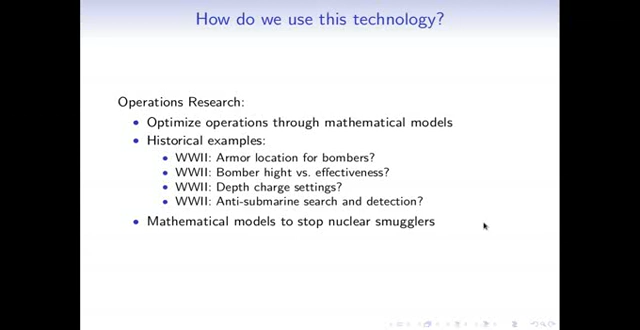 How do we use this technology?
Operations Research:
Optimize operations through mathematical models
Historical examples:
WWII: Armor location for bombers?
WWII: Bomber hight vs. effectiveness?
WWII: Depth charge settings?
WWII: Anti-submarine search and detection?
Mathematical models to stop nuclear smugglers